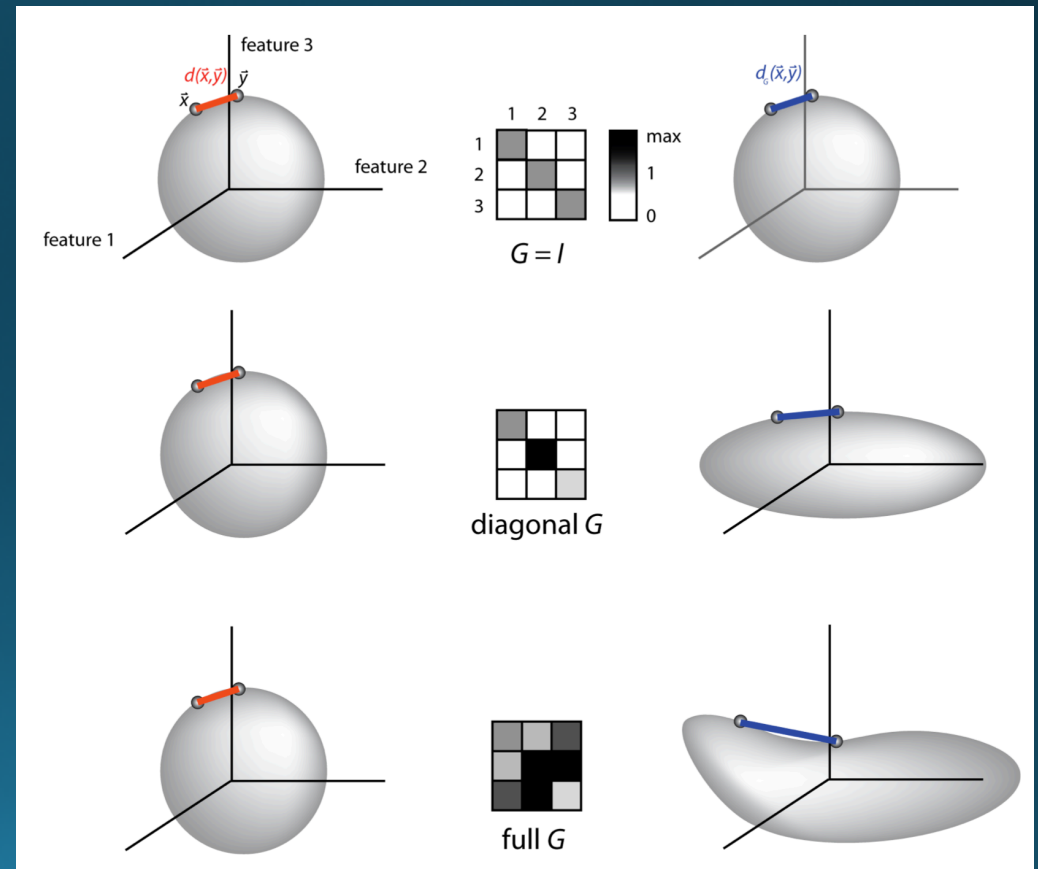 feature 3
d(x⃗,y⃗)
y⃗
x⃗
feature 2
feature 1
1 2 3
1
2
3
max
1
0
G = I
d_G(x⃗,y⃗)
diagonal G
full G